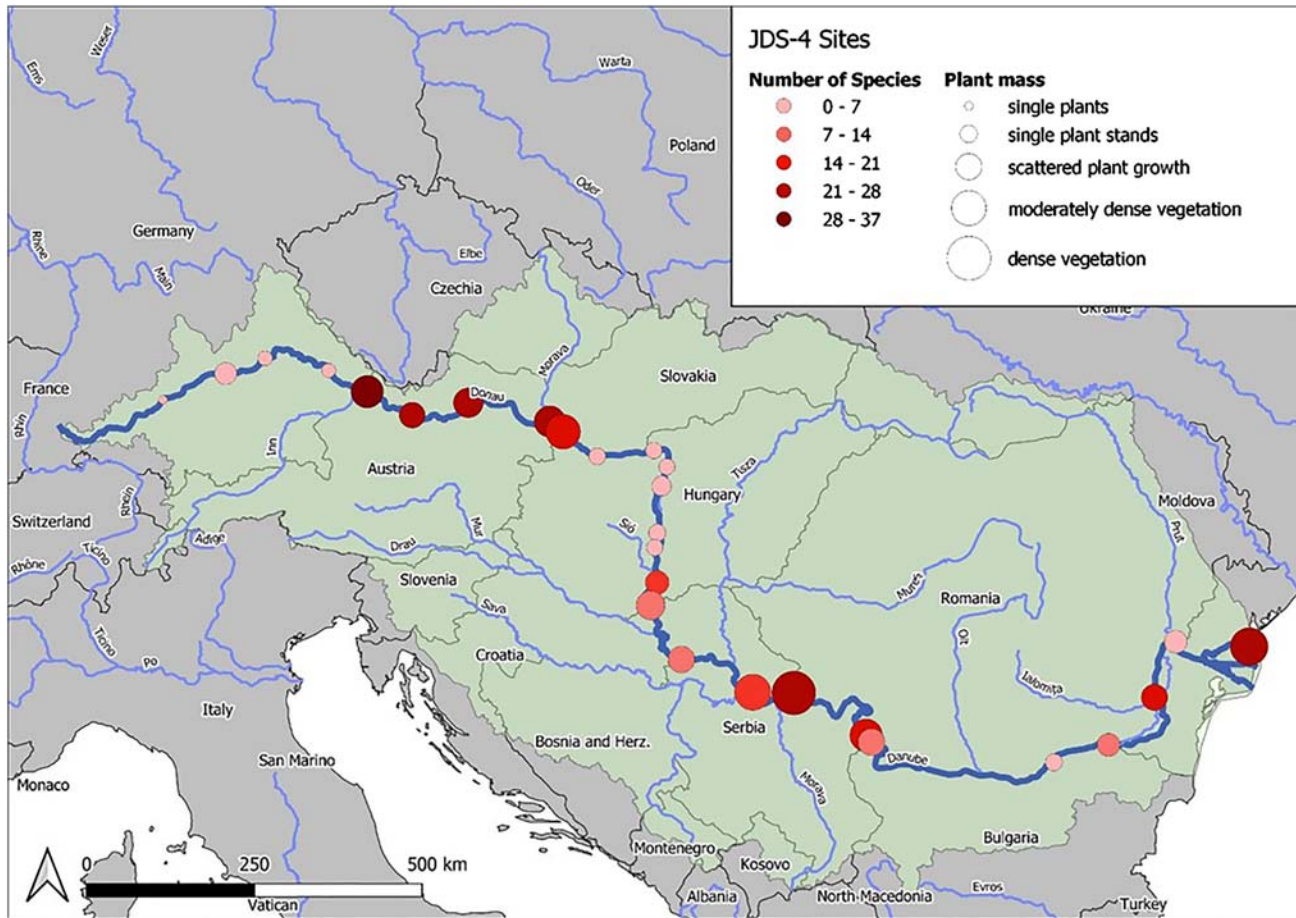 JDS-4 Sites
Number of Species
0 - 7
7 - 14
14 - 21
21 - 28
28 - 37
Plant mass
single plants
single plant stands
scattered plant growth
moderately dense vegetation
dense vegetation
Weser
Ems
Warta
Poland
Oder
Germany
Rhine
Main
Elbe
Czechia
Ukraine
Morava
Slovakia
France
Donau
Rhin
Inn
Austria
Tisza
Hungary
Moldova
Switzerland
Rhein
Prut
Sió
Mur
Adige
Drau
Rhône
Ticino
Slovenia
Mureș
Romania
Sava
Olt
Ticino
Croatia
Po
Ialomița
Italy
Serbia
Bosnia and Herz.
San Marino
Danube
Monaco
Morava
Bulgaria
Montenegro
Kosovo
0 250 500 km
Albania
North Macedonia
Evros
Vatican
Turkey